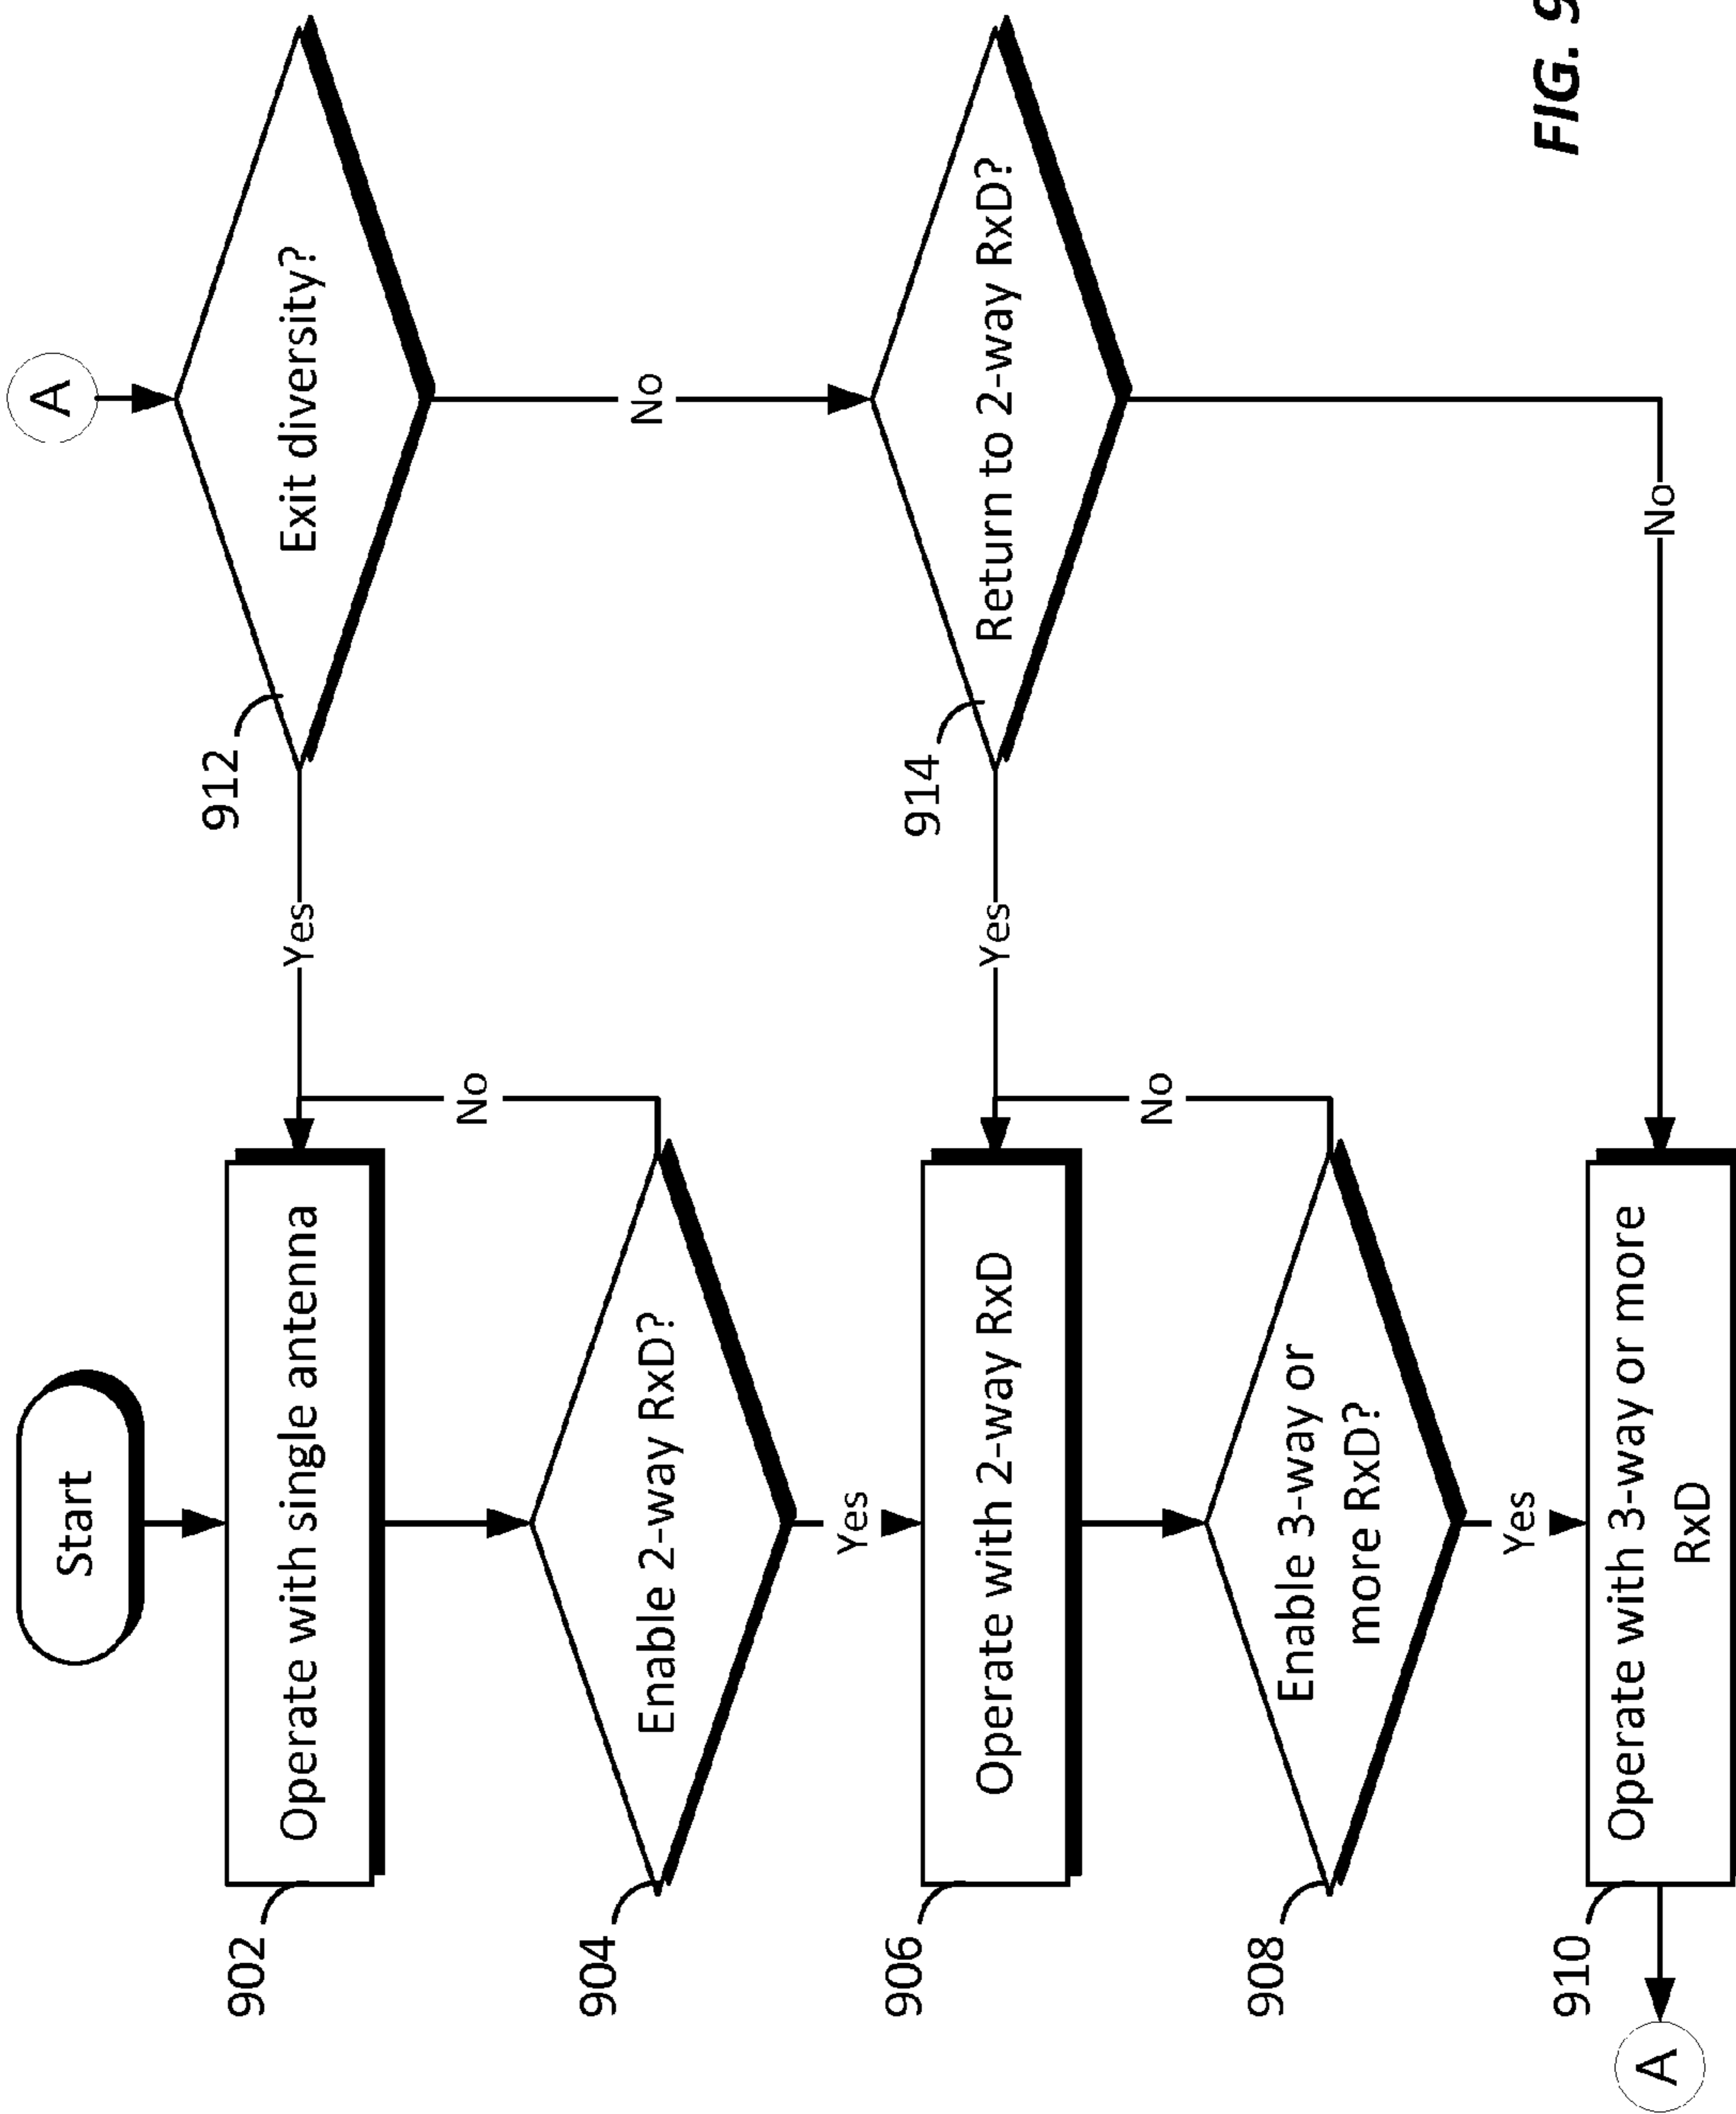 Start
902
Operate with single antenna
904
Enable 2-way RxD?
No
Yes
906
Operate with 2-way RxD
908
Enable 3-way or
more RxD?
No
Yes
910
Operate with 3-way or more
RxD
A
A
912
Exit diversity?
Yes
No
914
Return to 2-way RxD?
Yes
No
FIG. 9